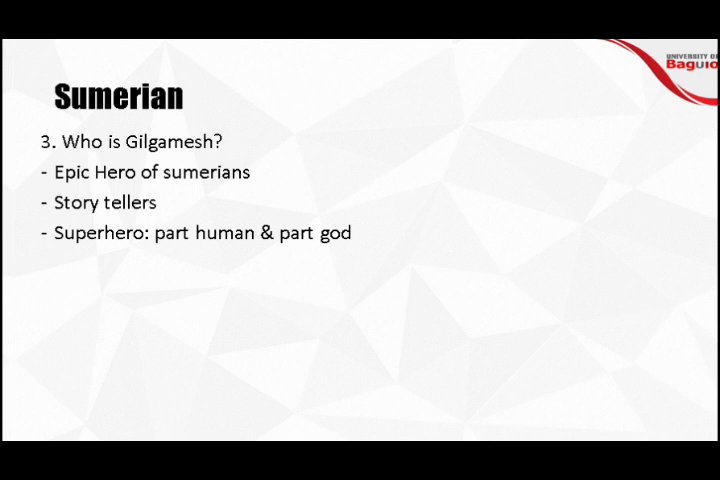 UNIVERSITY OF
Baguio
Sumerian
3. Who is Gilgamesh?
- Epic Hero of sumerians
- Story tellers
- Superhero: part human & part god